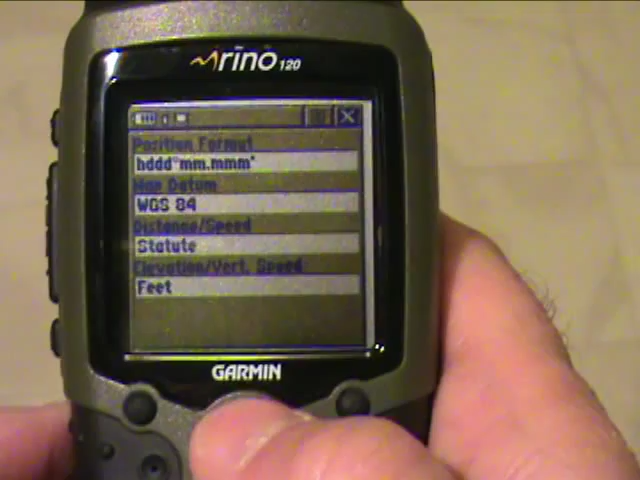 rino 120
Position Format
hddd°mm.mmm'
Map Datum
WGS 84
Distance/Speed
Statute
Elevation/Vert. Speed
Feet
GARMIN